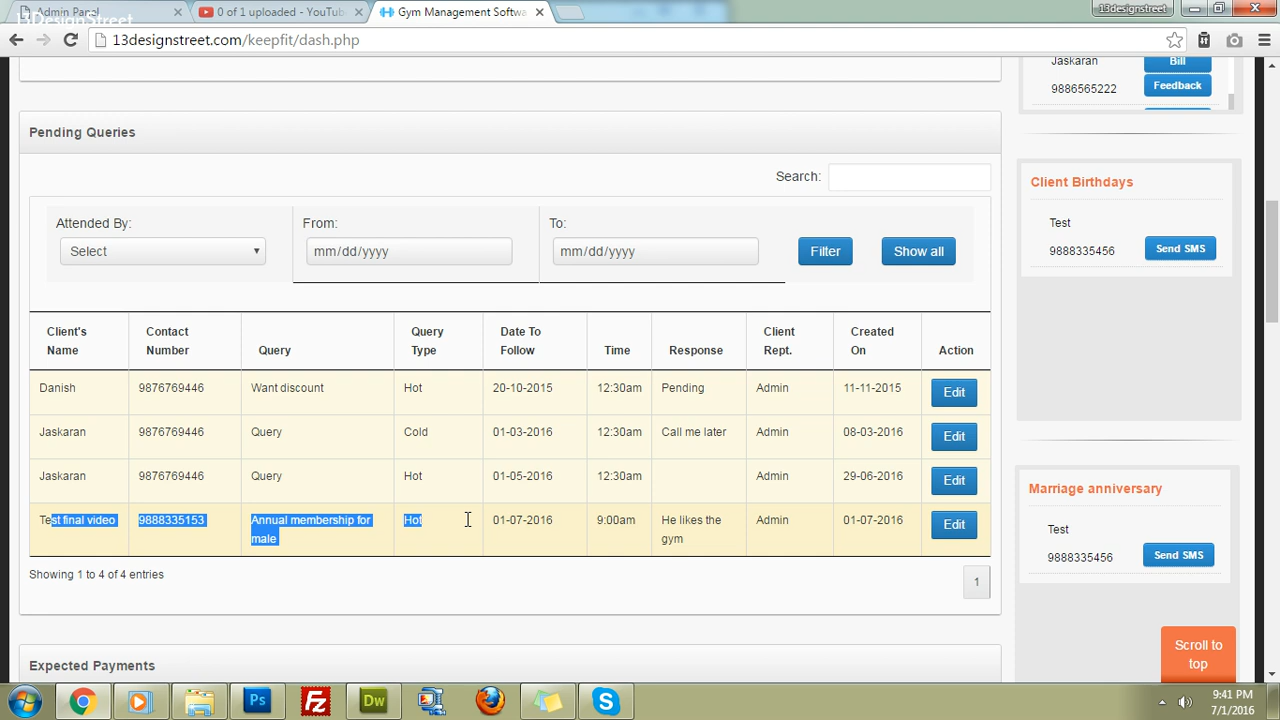 Admin Panel
0 of 1 uploaded - YouTube
Gym Management Softwa
13designstreet
13DesignStreet
13designstreet.com/keepfit/dash.php
Jaskaran
Bill
9886565222
Feedback
Pending Queries
Search:
Attended By:
From:
To:
Select
mm/dd/yyyy
mm/dd/yyyy
Filter
Show all
Client's Name Contact Number Query Query Type Date To Follow Time Response Client Rept. Created On Action
Danish 9876769446 Want discount Hot 20-10-2015 12:30am Pending Admin 11-11-2015 Edit
Jaskaran 9876769446 Query Cold 01-03-2016 12:30am Call me later Admin 08-03-2016 Edit
Jaskaran 9876769446 Query Hot 01-05-2016 12:30am Admin 29-06-2016 Edit
Test final video 9888335153 Annual membership for male Hot 01-07-2016 9:00am He likes the gym Admin 01-07-2016 Edit
Showing 1 to 4 of 4 entries
1
Expected Payments
Client Birthdays
Test
9888335456 Send SMS
Marriage anniversary
Test
9888335456 Send SMS
Scroll to
top
Ps
Fz
Dw
S
9:41 PM
7/1/2016